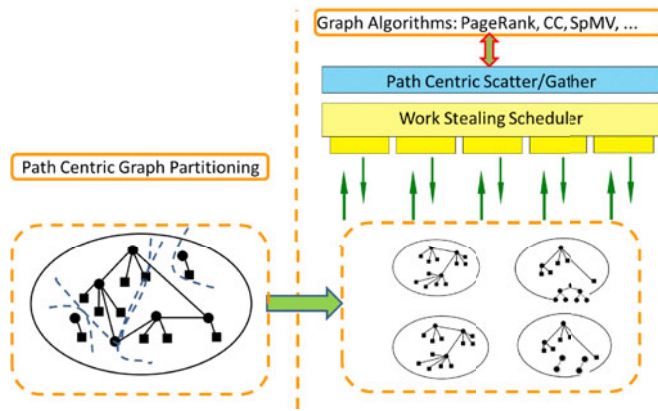 Graph Algorithms: PageRank, CC, SpMV, ...
Path Centric Scatter/Gather
Work Stealing Scheduler
Path Centric Graph Partitioning